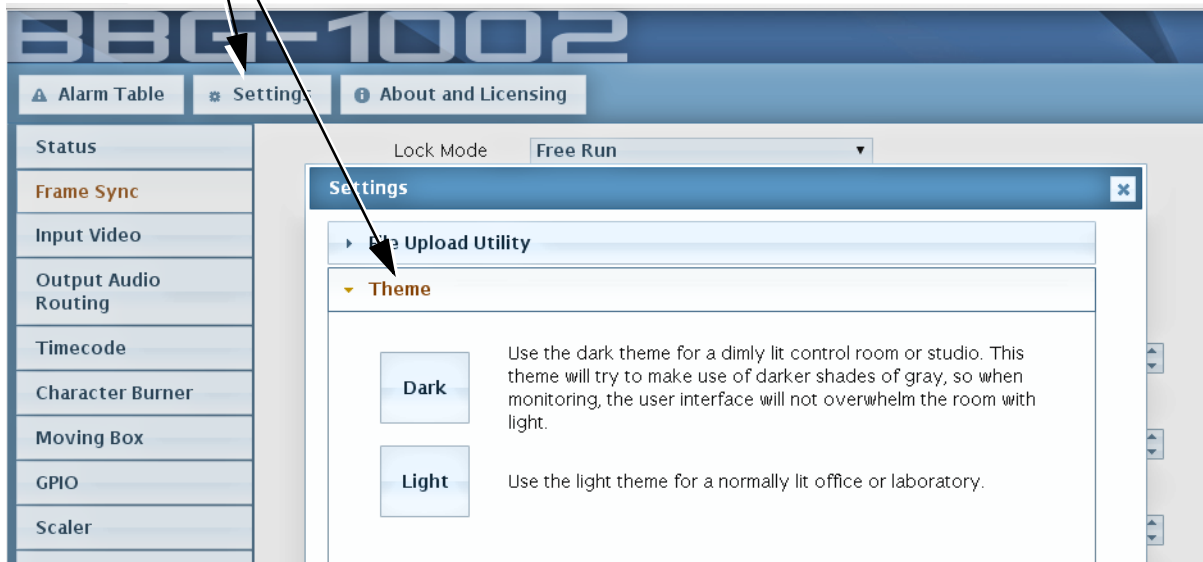 BBG-1002
Alarm Table
Settings
About and Licensing
Status
Frame Sync
Input Video
Output Audio
Routing
Timecode
Character Burner
Moving Box
GPIO
Scaler
Lock Mode
Free Run
Settings
File Upload Utility
Theme
Dark
Use the dark theme for a dimly lit control room or studio. This
theme will try to make use of darker shades of gray, so when
monitoring, the user interface will not overwhelm the room with
light.
Light
Use the light theme for a normally lit office or laboratory.